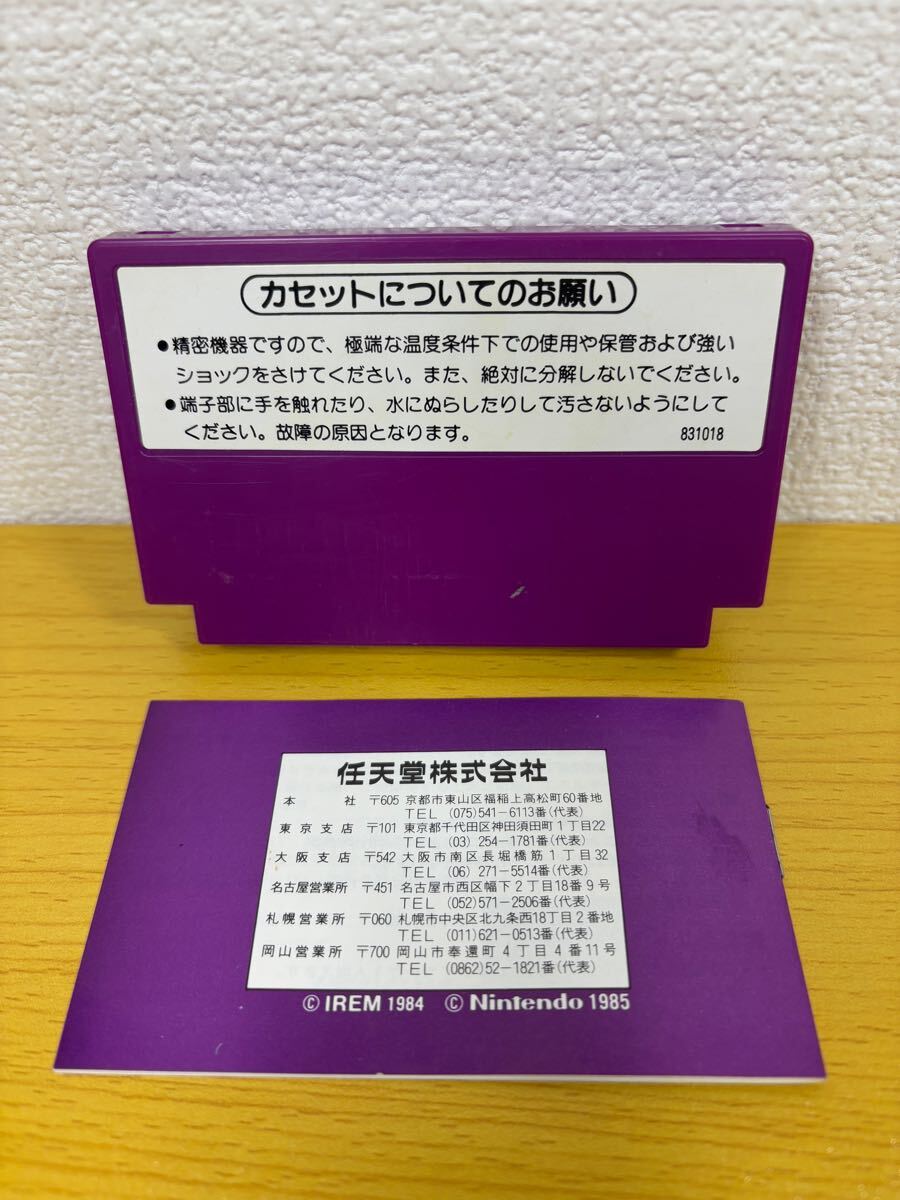 カセットについてのお願い
●精密機器ですので、極端な温度条件下での使用や保管および強い
ショックをさけてください。また、絶対に分解しないでください。
●端子部に手を触れたり、水にぬらしたりして汚さないようにして
ください。故障の原因となります。 831018
任天堂株式会社
本社 〒605 京都市東山区福稲上高松町60番地
TEL (075)541-6113番(代表)
東京支店 〒101 東京都千代田区神田須田町1丁目22
TEL (03) 254-1781番(代表)
大阪支店 〒542 大阪市南区長堀橋筋1丁目32
TEL (06) 271-5514番(代表)
名古屋営業所 〒451 名古屋市西区幅下2丁目18番9号
TEL (052)571-2506番(代表)
札幌営業所 〒060 札幌市中央区北九条西18丁目2番地
TEL (011)621-0513番(代表)
岡山営業所 〒700 岡山市奉還町4丁目4番11号
TEL (0862)52-1821番(代表)
© IREM 1984 © Nintendo 1985